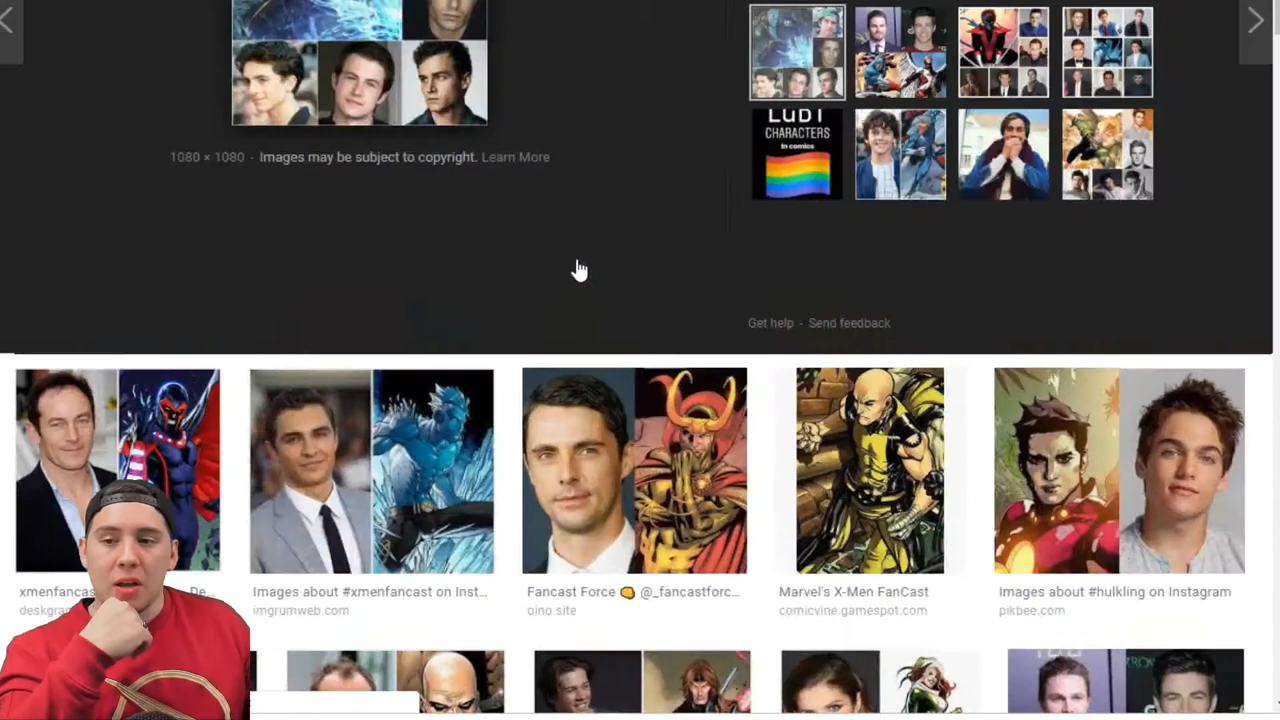 LGBT
CHARACTERS
In comics
1080 × 1080 - Images may be subject to copyright. Learn More
Get help - Send feedback
xmenfancas
De...
deskgra
Images about #xmenfancast on Inst...
imgrumweb.com
Fancast Force 👊 @_fancastforc...
oino.site
Marvel's X-Men FanCast
comicvine.gamespot.com
Images about #hulkling on Instagram
pikbee.com